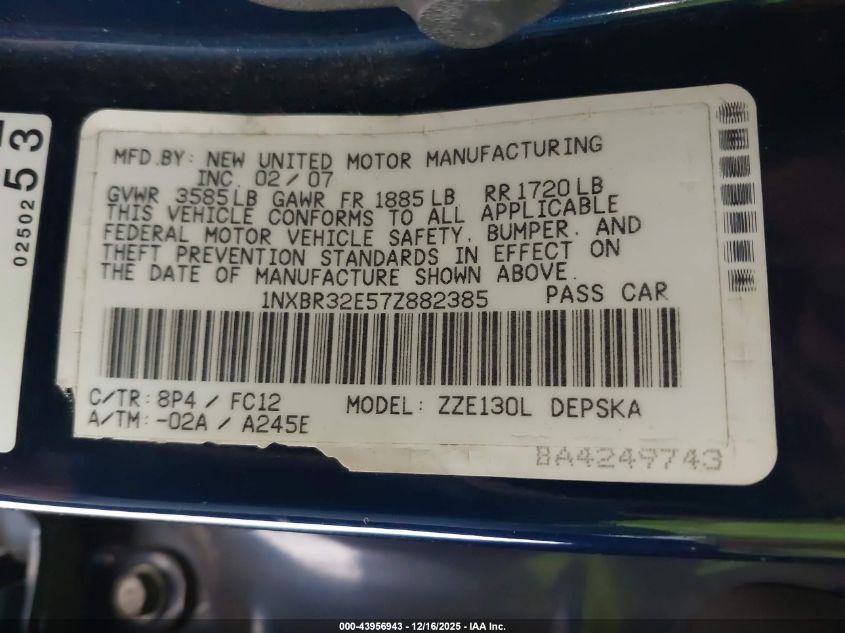 MFD.BY: NEW UNITED MOTOR MANUFACTURING
INC. 02/07
GVWR 3585LB GAWR FR 1885LB RR 1720LB
THIS VEHICLE CONFORMS TO ALL APPLICABLE
FEDERAL MOTOR VEHICLE SAFETY, BUMPER, AND
THEFT PREVENTION STANDARDS IN EFFECT ON
THE DATE OF MANUFACTURE SHOWN ABOVE.
1NXBR32E57Z882385 PASS CAR
C/TR: 8P4 / FC12 MODEL: ZZE130L DEPSKA
A/TM: -02A / A245E
BA4249743
0250253
53
000-43956943 - 12/16/2025 - IAA Inc.